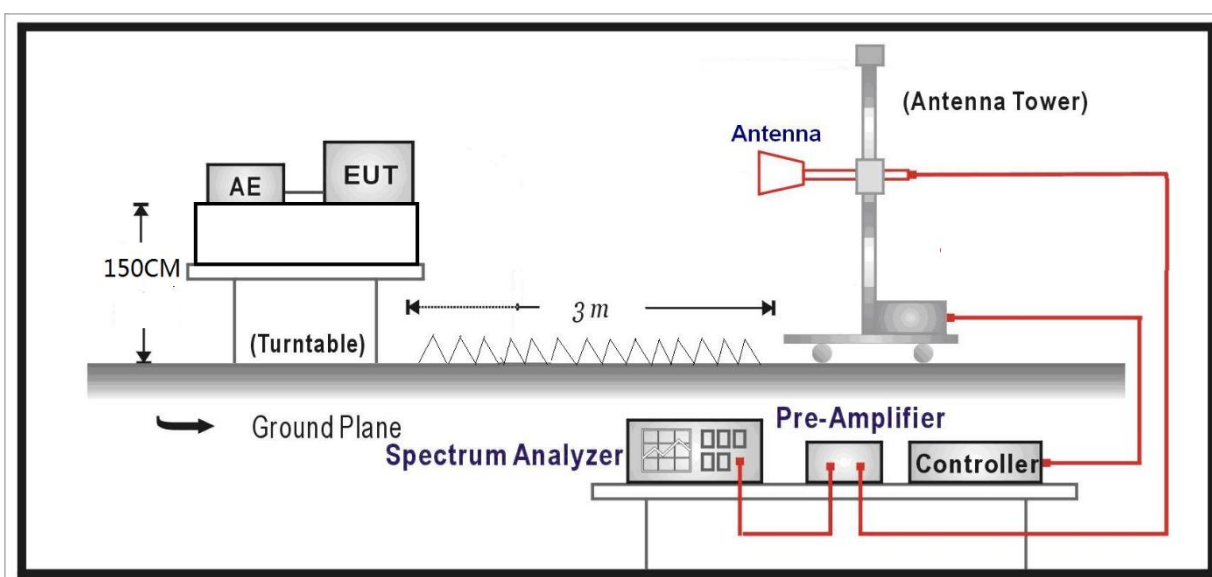 (Antenna Tower)
Antenna
AE
EUT
150CM
3 m
(Turntable)
Ground Plane
Pre-Amplifier
Spectrum Analyzer
Controller